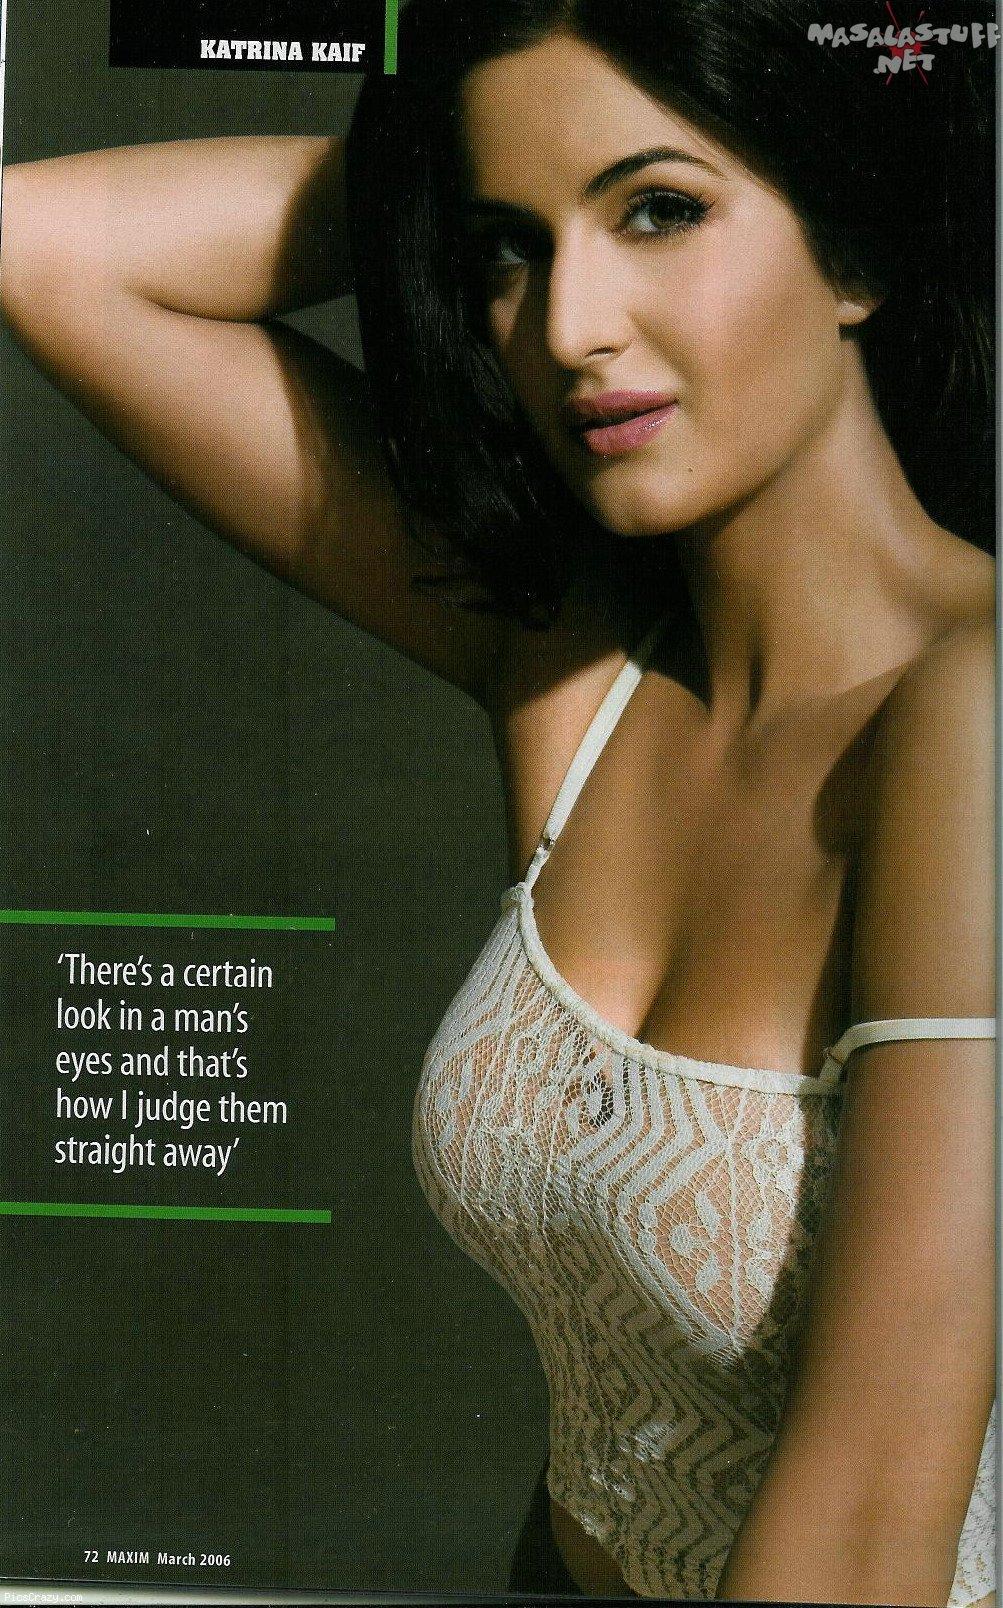 KATRINA KAIF
MASALASTUFF
.NET
'There's a certain
look in a man's
eyes and that's
how I judge them
straight away'
72 MAXIM March 2006
PicsCrazy.com